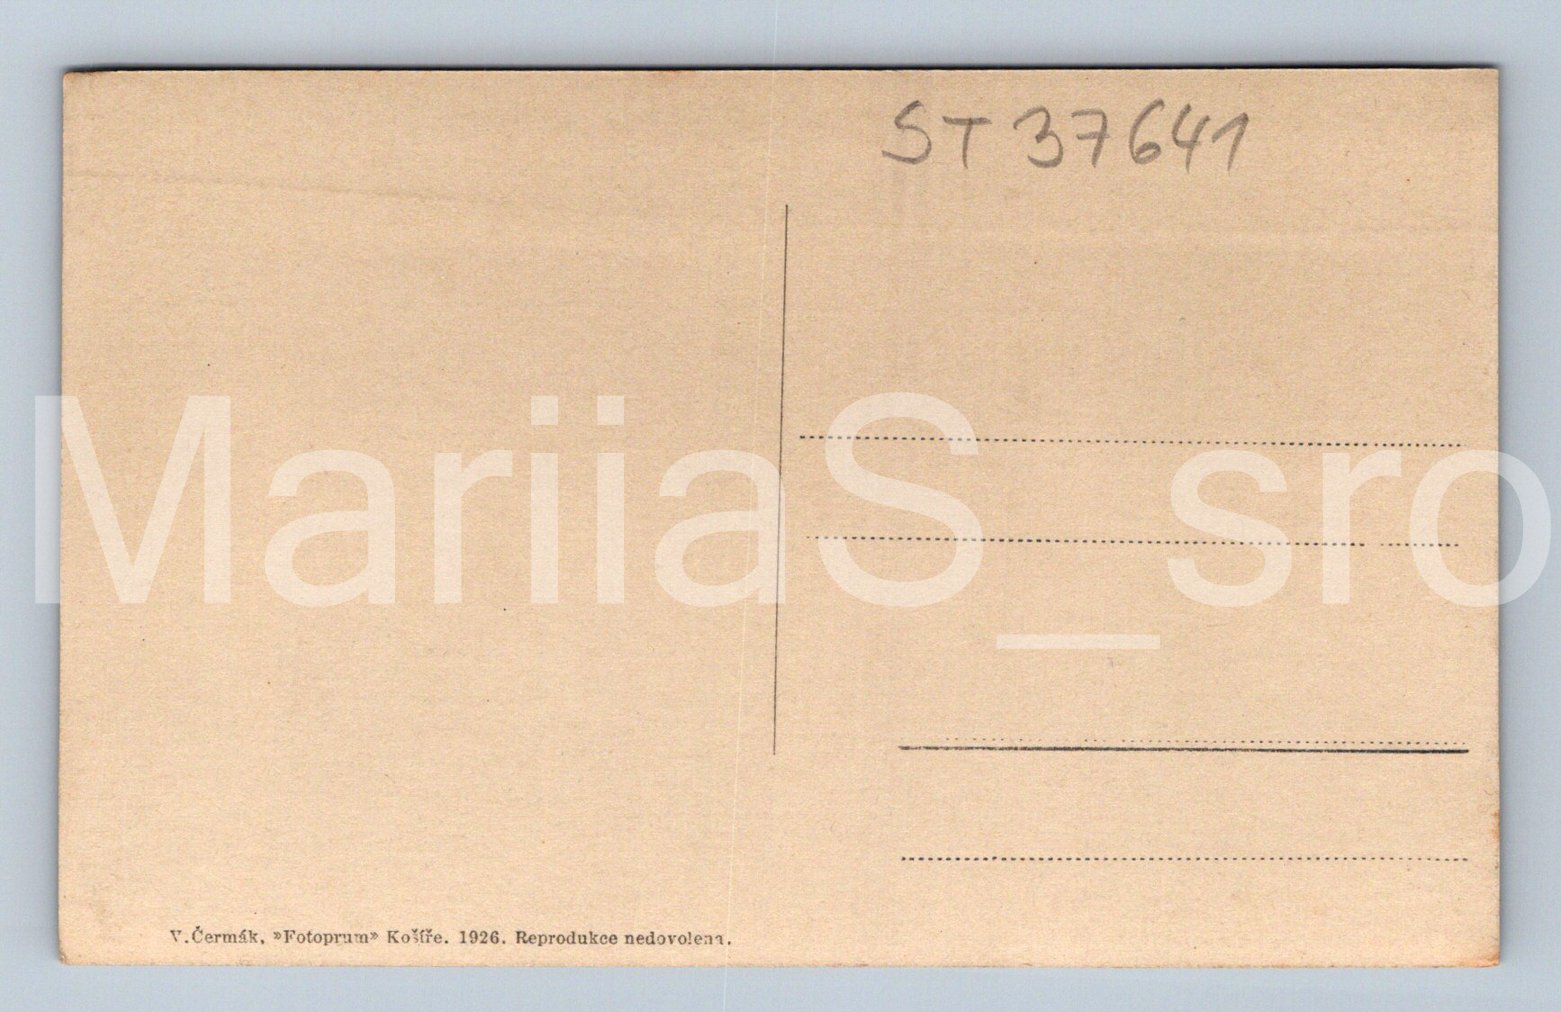 ST 37641
MariiaS_sro
V. Čermák, »Fotoprum» Košíře. 1926. Reprodukce nedovolena.